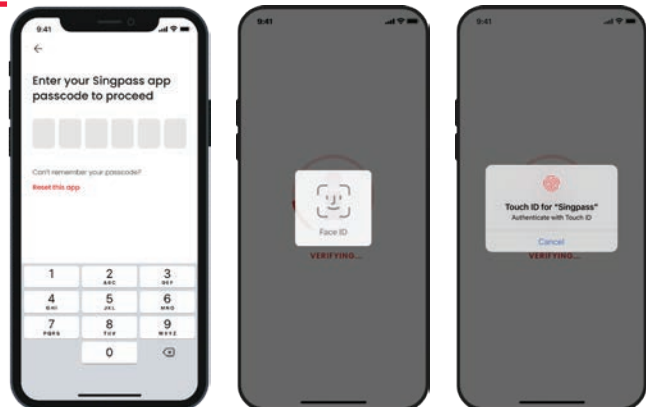 9:41
Enter your Singpass app
passcode to proceed
Can't remember your passcode?
Reset this app
1
2
ABC
3
DEF
4
GHI
5
JKL
6
MNO
7
PQRS
8
TUV
9
WXYZ
0
9:41
Face ID
VERIFYING...
9:41
Touch ID for "Singpass"
Authenticate with Touch ID
Cancel
VERIFYING...